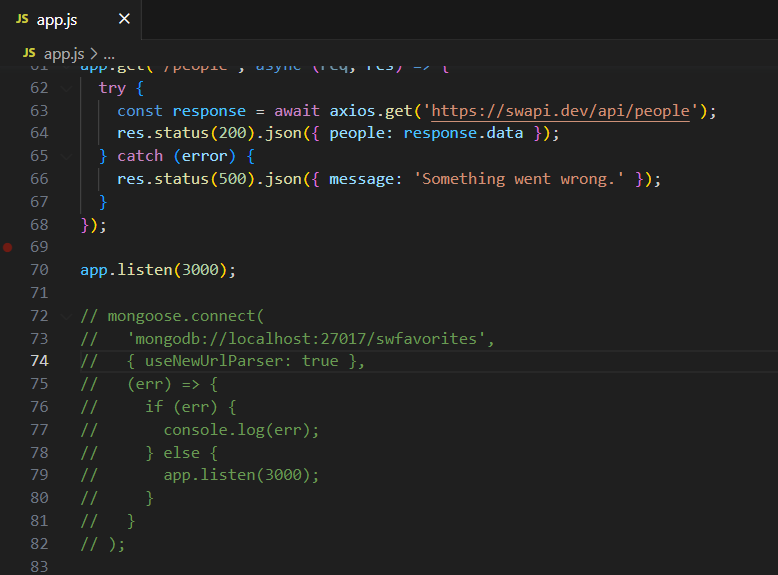 JS app.js ×
JS app.js > ...
61 app.get('/people', async (req, res) => {
62 try {
63 const response = await axios.get('https://swapi.dev/api/people');
64 res.status(200).json({ people: response.data });
65 } catch (error) {
66 res.status(500).json({ message: 'Something went wrong.' });
67 }
68 });
69
70 app.listen(3000);
71
72 // mongoose.connect(
73 //   'mongodb://localhost:27017/swfavorites',
74 //   { useNewUrlParser: true },
75 //   (err) => {
76 //     if (err) {
77 //       console.log(err);
78 //     } else {
79 //       app.listen(3000);
80 //     }
81 //   }
82 // );
83